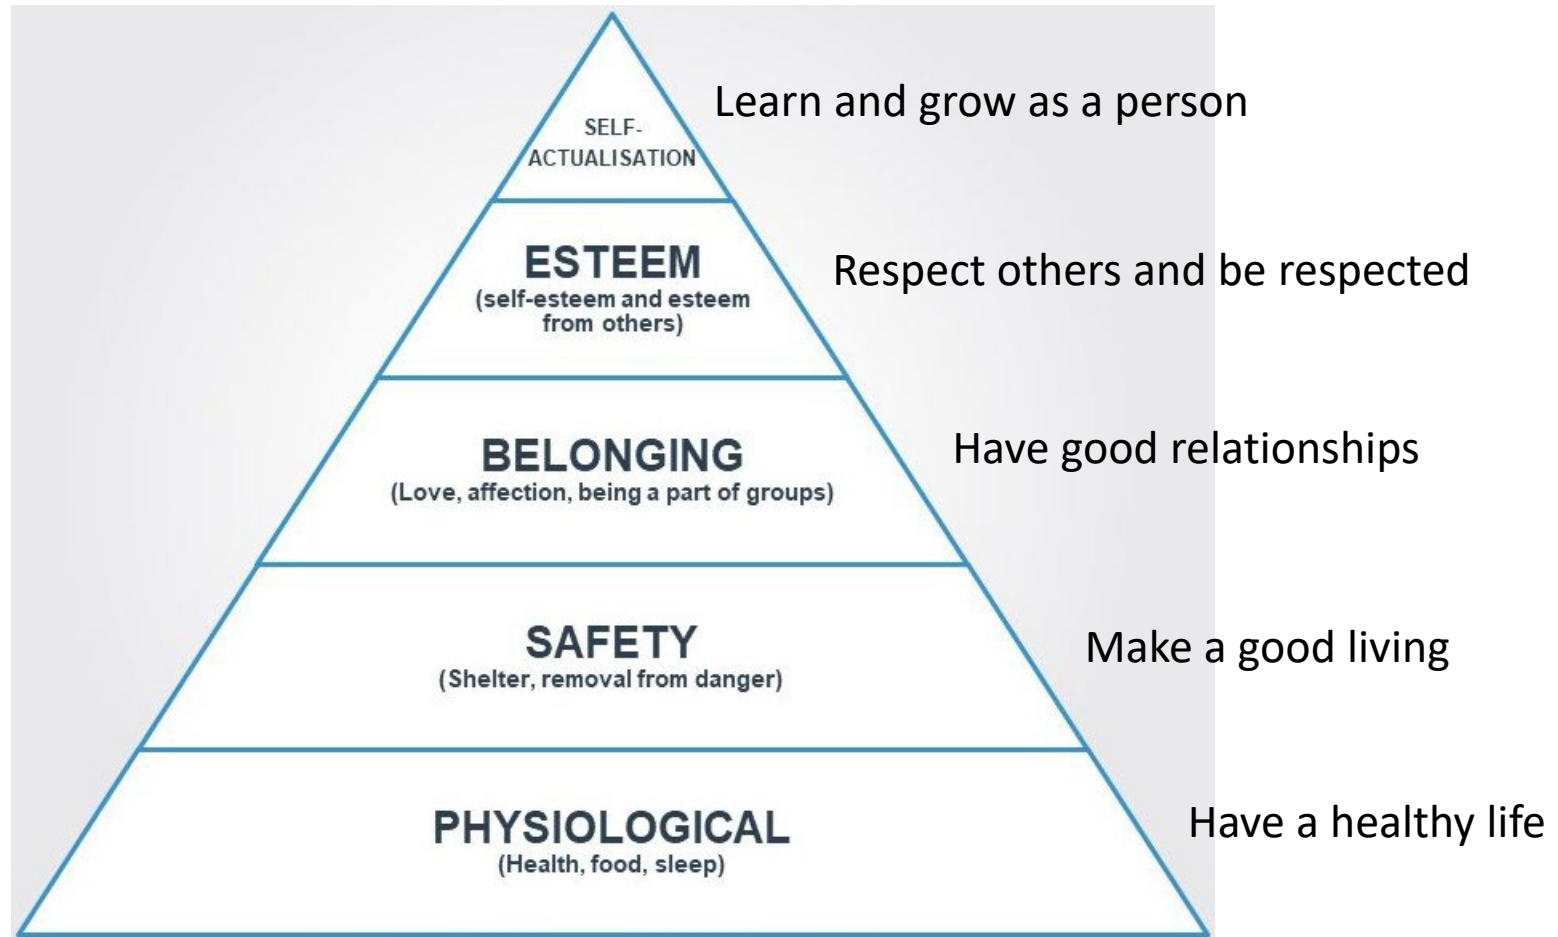 Learn and grow as a person
SELF-
ACTUALISATION
ESTEEM
(self-esteem and esteem
from others)
Respect others and be respected
BELONGING
(Love, affection, being a part of groups)
Have good relationships
SAFETY
(Shelter, removal from danger)
Make a good living
PHYSIOLOGICAL
(Health, food, sleep)
Have a healthy life